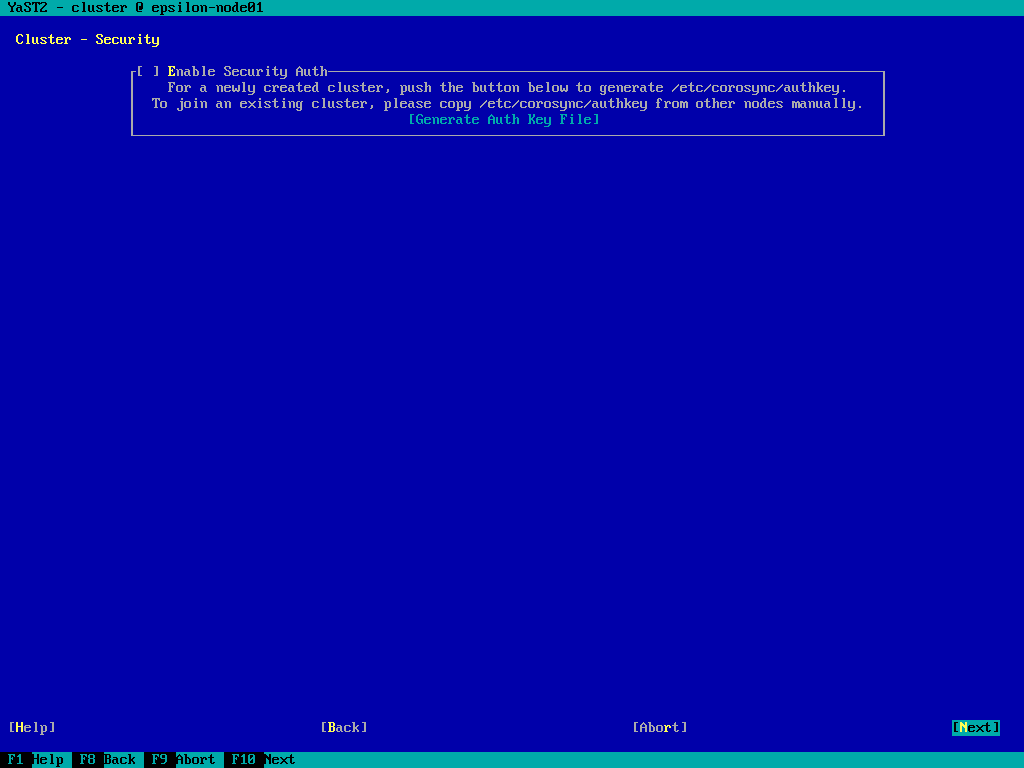 YaST2 - cluster @ epsilon-node01
Cluster - Security
[ ] Enable Security Auth
For a newly created cluster, push the button below to generate /etc/corosync/authkey.
To join an existing cluster, please copy /etc/corosync/authkey from other nodes manually.
[Generate Auth Key File]
[Help] [Back] [Abort] [Next]
F1 Help F8 Back F9 Abort F10 Next